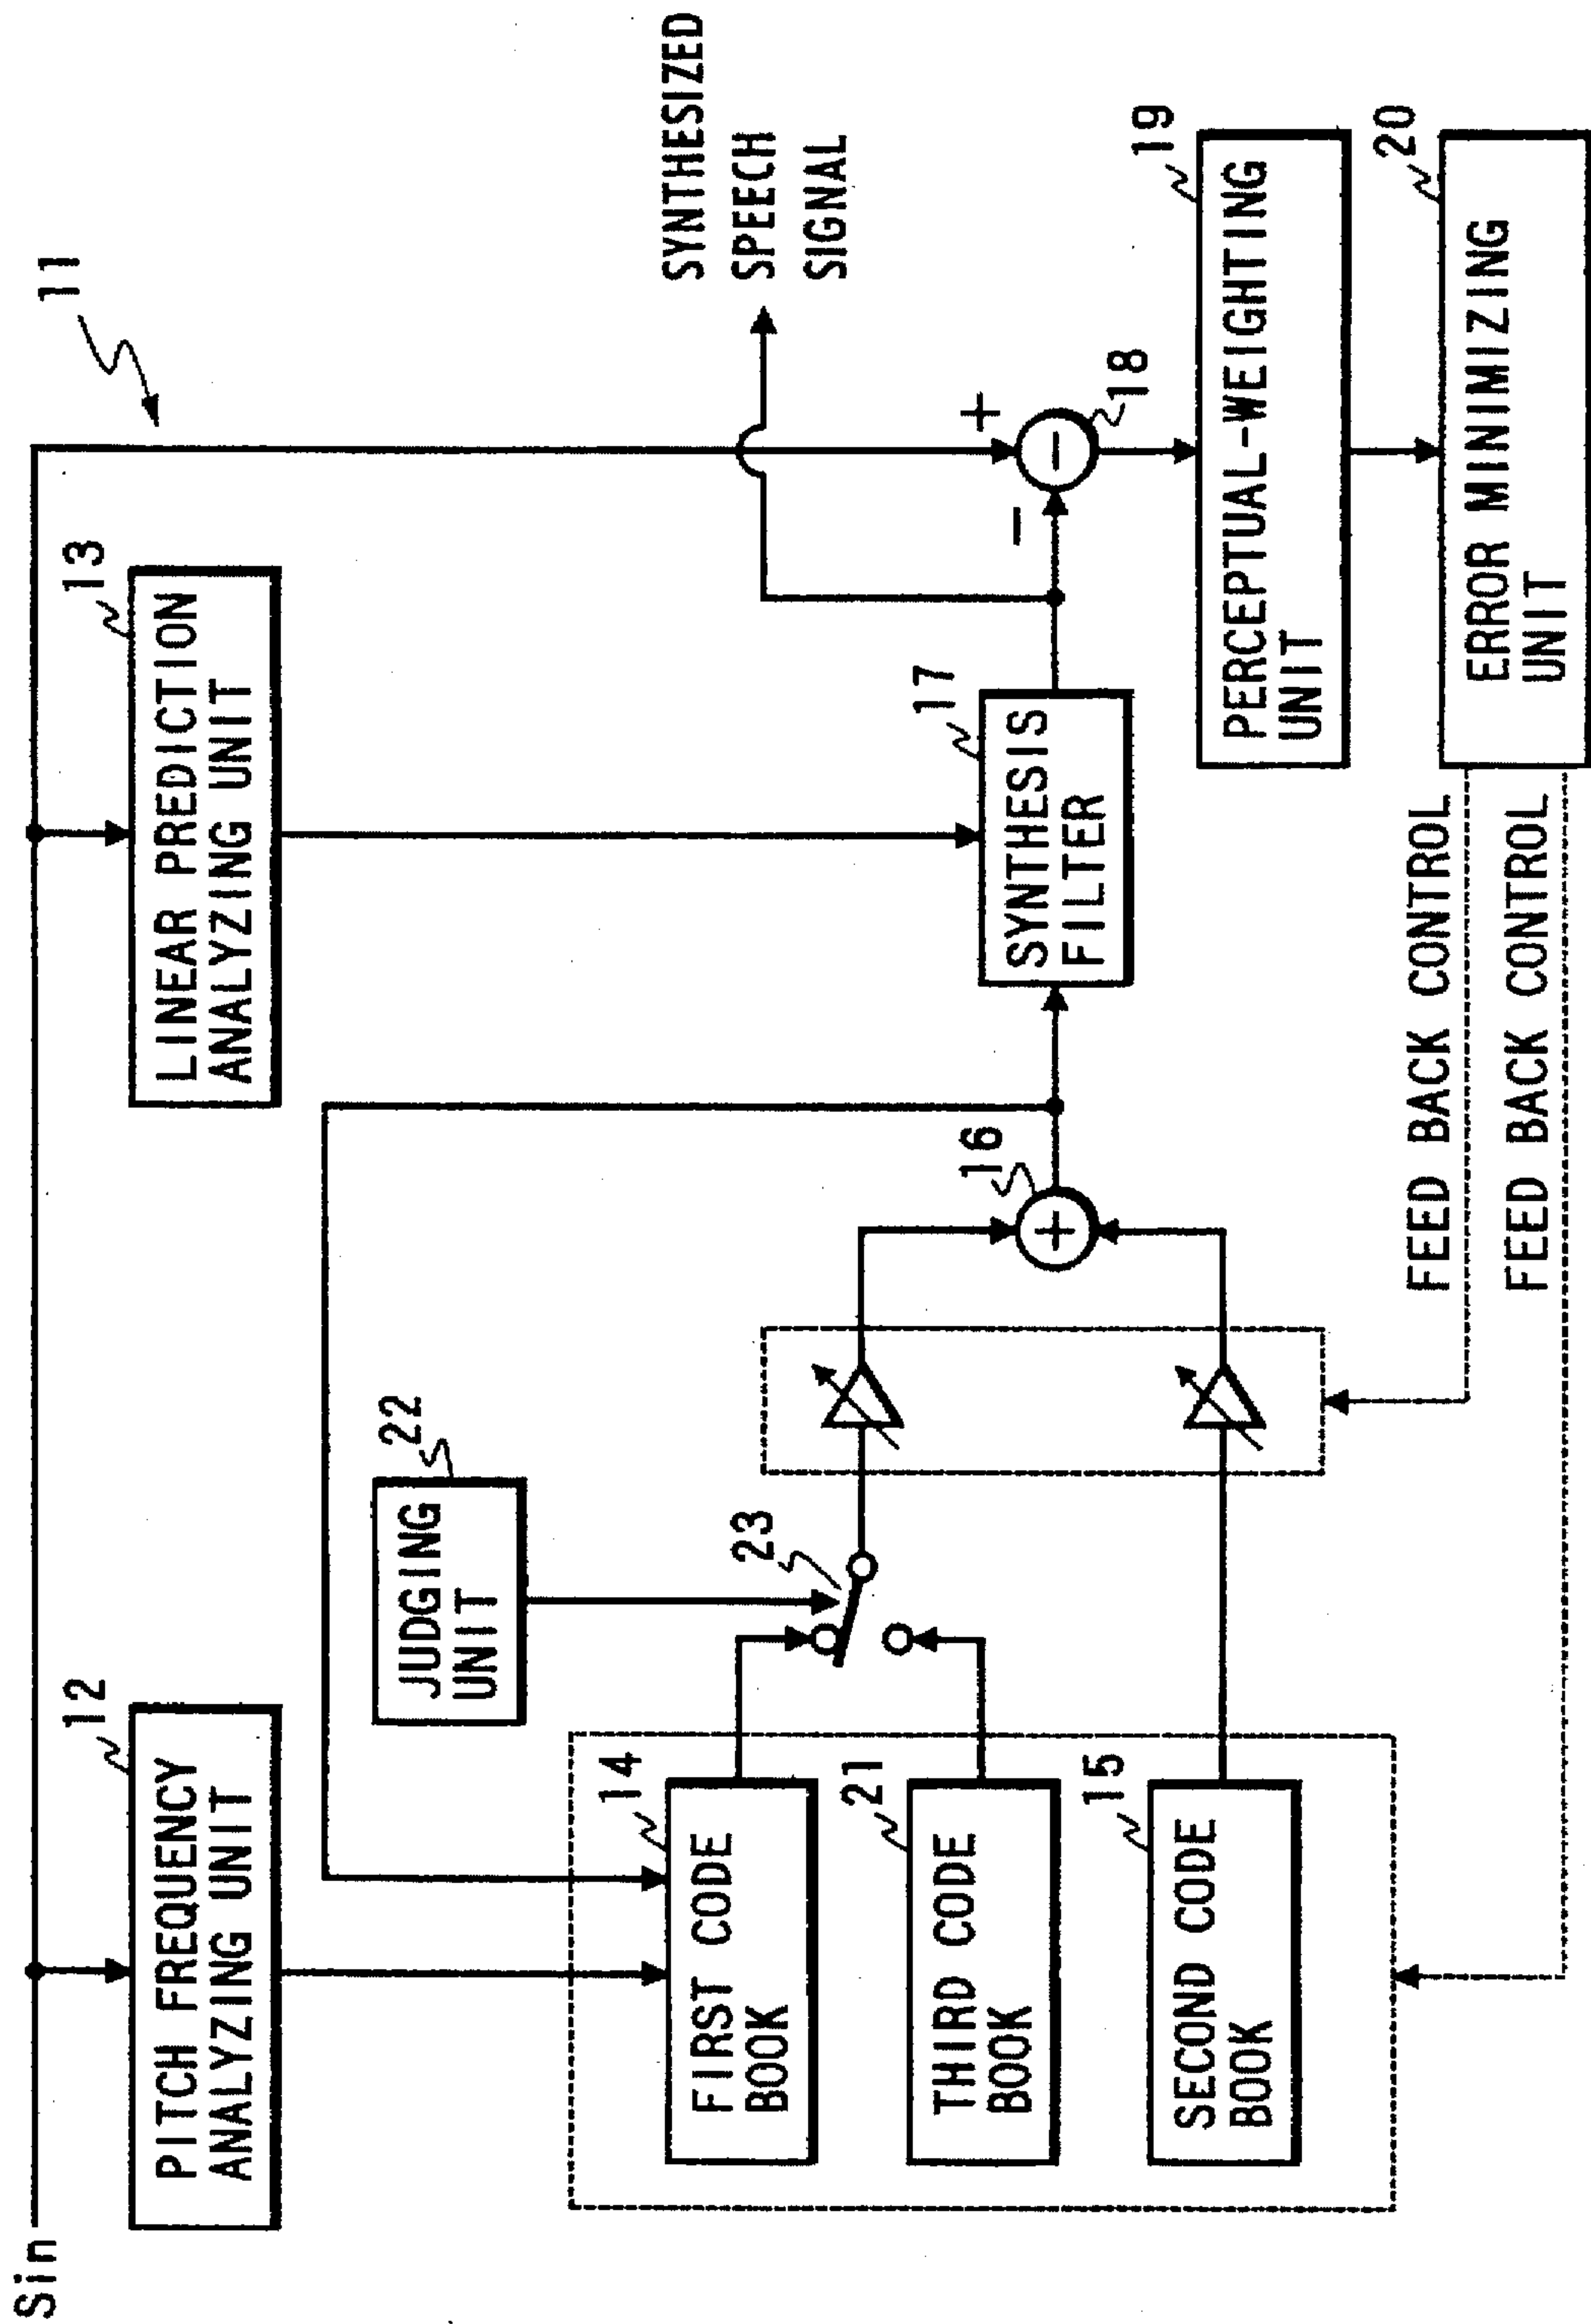 Sin
11
12
PITCH FREQUENCY
ANALYZING UNIT
13
LINEAR PREDICTION
ANALYZING UNIT
22
JUDGING
UNIT
SYNTHESIZED
SPEECH
SIGNAL
14
FIRST CODE
BOOK
23
21
THIRD CODE
BOOK
15
SECOND CODE
BOOK
16
+
17
SYNTHESIS
FILTER
+
-
-
18
19
PERCEPTUAL-WEIGHTING
UNIT
20
ERROR MINIMIZING
UNIT
FEED BACK CONTROL
FEED BACK CONTROL